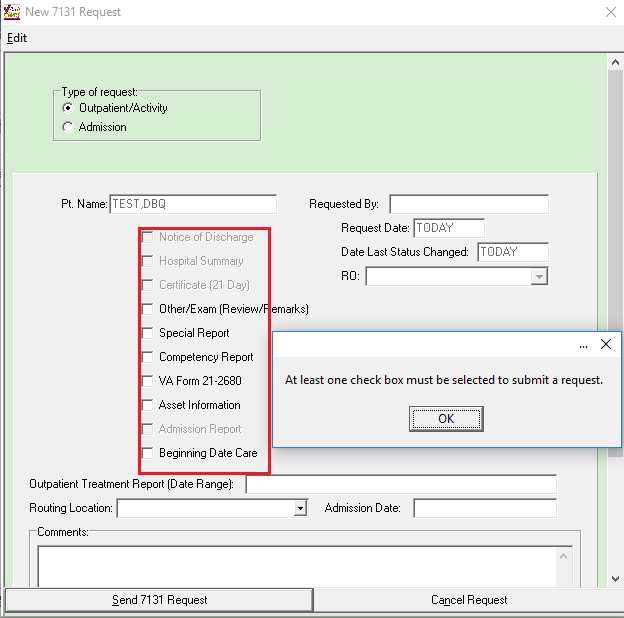 New 7131 Request
Edit
Type of request:
Outpatient/Activity
Admission
Pt. Name: TEST,DBQ
Requested By:
Request Date: TODAY
Date Last Status Changed: TODAY
RO:
Notice of Discharge
Hospital Summary
Certificate (21 Day)
Other/Exam (Review/Remarks)
Special Report
Competency Report
VA Form 21-2680
Asset Information
Admission Report
Beginning Date Care
...
At least one check box must be selected to submit a request.
OK
Outpatient Treatment Report (Date Range):
Routing Location:
Admission Date:
Comments:
Send 7131 Request
Cancel Request